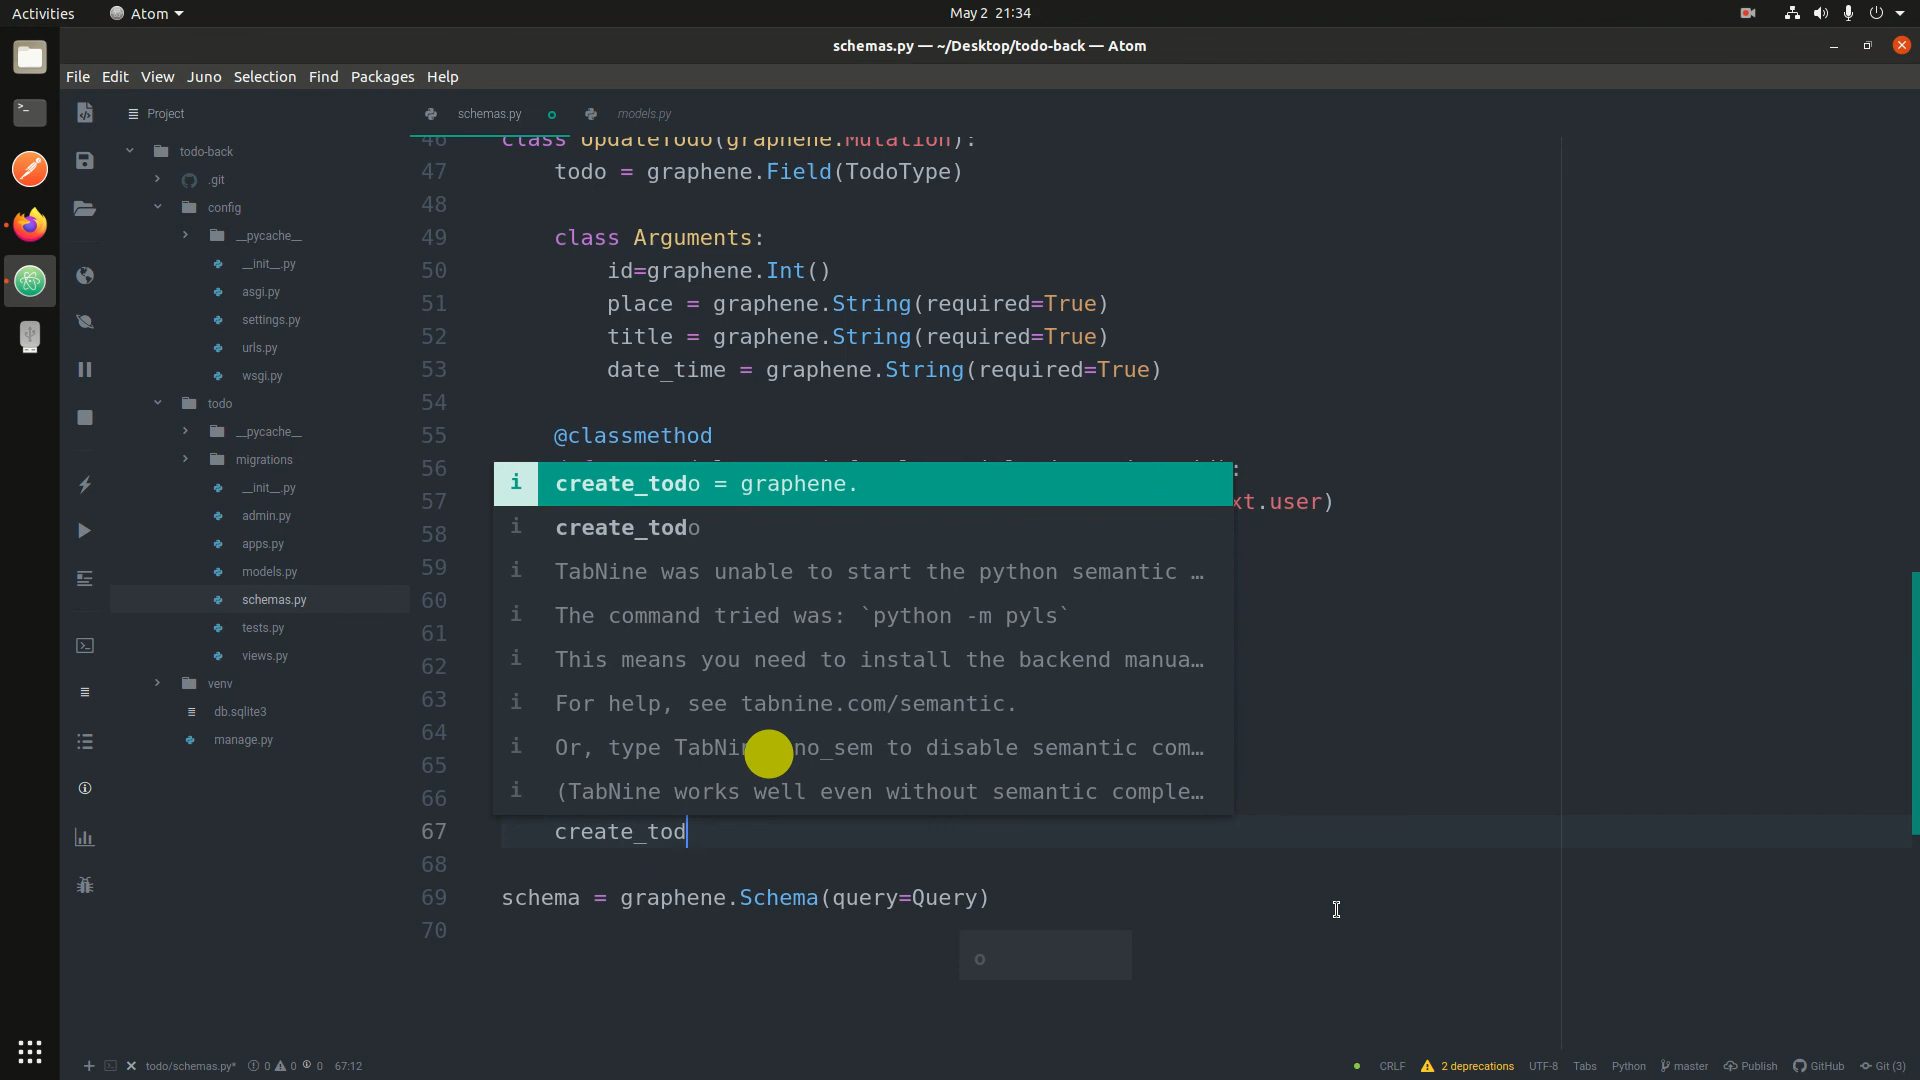 Activities
Atom
May 2 21:34
schemas.py — ~/Desktop/todo-back — Atom
File Edit View Juno Selection Find Packages Help
Project
todo-back
.git
config
__pycache__
__init__.py
asgi.py
settings.py
urls.py
wsgi.py
todo
__pycache__
migrations
__init__.py
admin.py
apps.py
models.py
schemas.py
tests.py
views.py
venv
db.sqlite3
manage.py
schemas.py
models.py
46 class UpdateTodo(graphene.Mutation):
47 todo = graphene.Field(TodoType)
48
49 class Arguments:
50 id=graphene.Int()
51 place = graphene.String(required=True)
52 title = graphene.String(required=True)
53 date_time = graphene.String(required=True)
54
55 @classmethod
56
57 xt.user)
58
59
60
61
62
63
64
65
66
create_todo = graphene.
create_todo
TabNine was unable to start the python semantic …
The command tried was: `python -m pyls`
This means you need to install the backend manua…
For help, see tabnine.com/semantic.
Or, type TabNin no_sem to disable semantic com…
(TabNine works well even without semantic comple…
67 create_tod
68
69 schema = graphene.Schema(query=Query)
70
o
todo/schemas.py* 0 0 0 67:12
CRLF 2 deprecations UTF-8 Tabs Python master Publish GitHub Git (3)